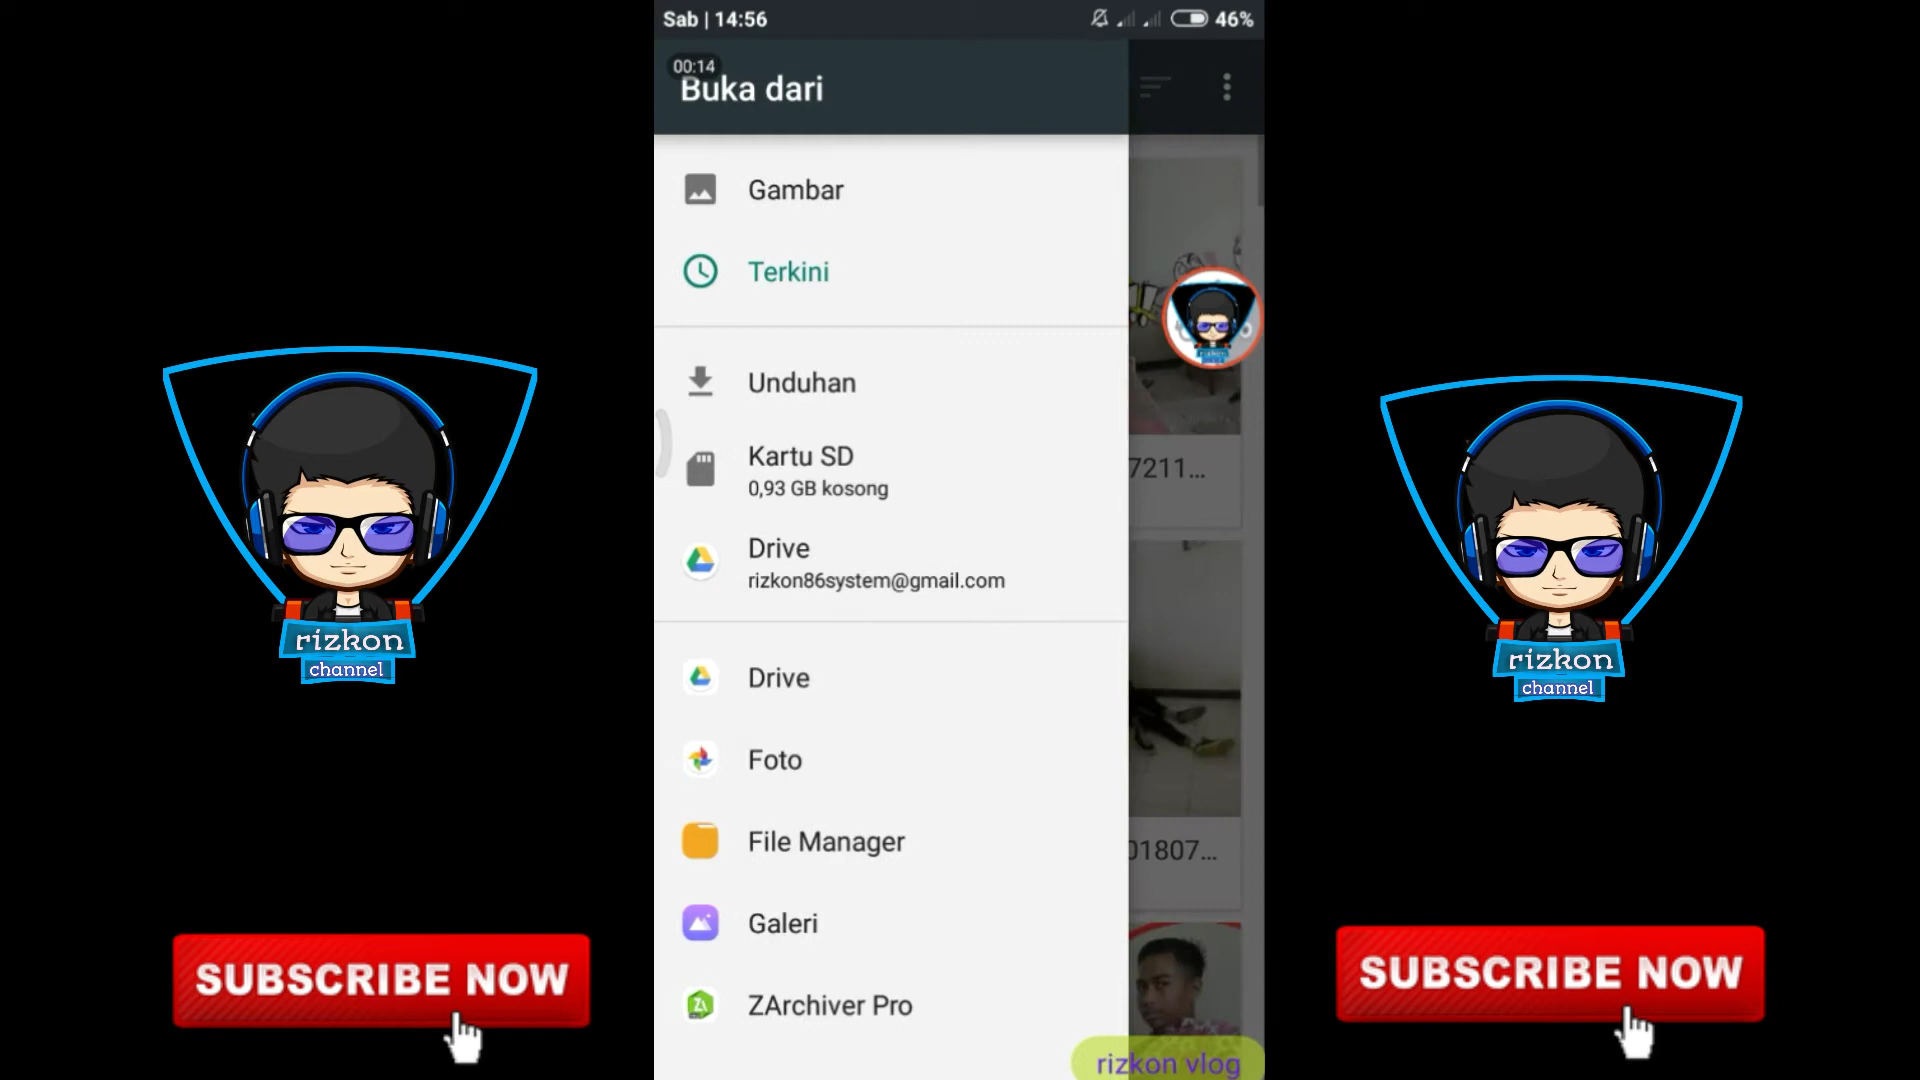 Sab | 14:56
46%
00:14
Buka dari
Gambar
Terkini
Unduhan
Kartu SD
0,93 GB kosong
Drive
rizkon86system@gmail.com
Drive
Foto
File Manager
Galeri
ZArchiver Pro
7211...
01807...
rizkon vlog
rizkon
channel
SUBSCRIBE NOW
rizkon
channel
SUBSCRIBE NOW